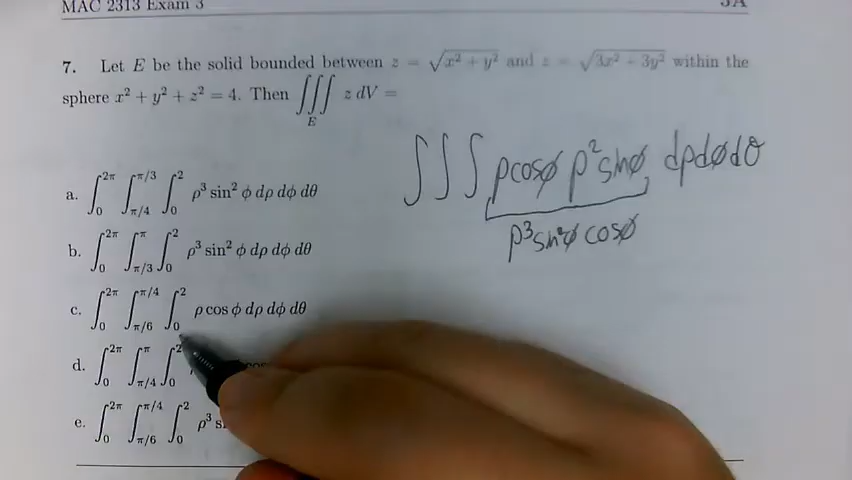 MAC 2313 Exam 3
3A
7. Let E be the solid bounded between z = √(x² + y²) and z = √(3x² + 3y²) within the
sphere x² + y² + z² = 4. Then ∭_E z dV =
∫∫∫ ρcosϕ ρ²sinϕ dρdϕdθ
ρ³sinϕ cosϕ
a. ∫_0^{2π} ∫_{π/4}^{π/3} ∫_0^2 ρ³ sin² ϕ dρ dϕ dθ
b. ∫_0^{2π} ∫_{π/3}^{π} ∫_0^2 ρ³ sin² ϕ dρ dϕ dθ
c. ∫_0^{2π} ∫_{π/6}^{π/4} ∫_0^2 ρ cos ϕ dρ dϕ dθ
d. ∫_0^{2π} ∫_{π/4}^{π} ∫_0^2
e. ∫_0^{2π} ∫_{π/6}^{π/4} ∫_0^2 ρ³